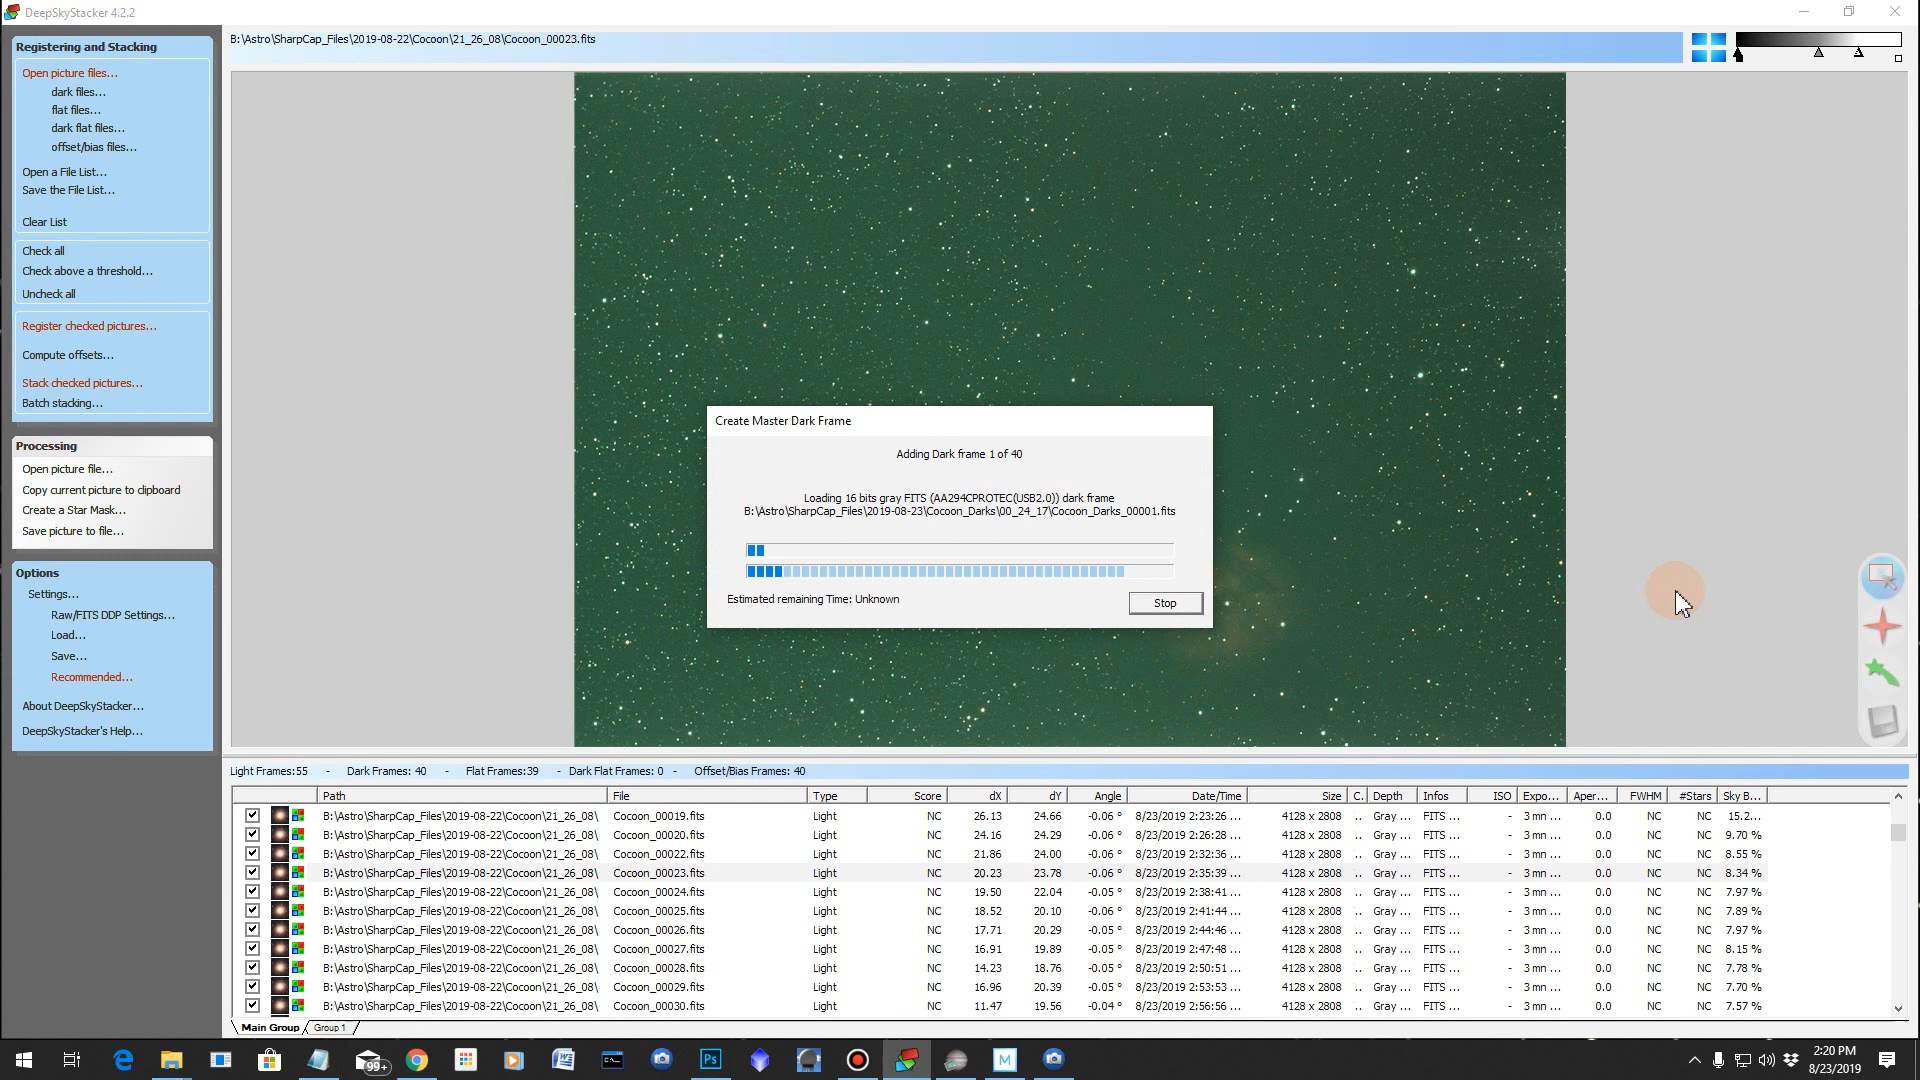 DeepSkyStacker 4.2.2
Registering and Stacking
Open picture files...
dark files...
flat files...
dark flat files...
offset/bias files...
Open a File List...
Save the File List...
Clear List
Check all
Check above a threshold...
Uncheck all
Register checked pictures...
Compute offsets...
Stack checked pictures...
Batch stacking...
Processing
Open picture file...
Copy current picture to clipboard
Create a Star Mask...
Save picture to file...
Options
Settings...
Raw/FITS DDP Settings...
Load...
Save...
Recommended...
About DeepSkyStacker...
DeepSkyStacker's Help...
B:\Astro\SharpCap_Files\2019-08-22\Cocoon\21_26_08\Cocoon_00023.fits
Create Master Dark Frame
Adding Dark frame 1 of 40
Loading 16 bits gray FITS (AA294CPROTEC(USB2.0)) dark frame
B:\Astro\SharpCap_Files\2019-08-23\Cocoon_Darks\00_24_17\Cocoon_Darks_00001.fits
Estimated remaining Time: Unknown
Stop
Light Frames:55 - Dark Frames: 40 - Flat Frames:39 - Dark Flat Frames: 0 - Offset/Bias Frames: 40
Path File Type Score dX dY Angle Date/Time Size C. Depth Infos ISO Expo... Aper... FWHM #Stars Sky B...
B:\Astro\SharpCap_Files\2019-08-22\Cocoon\21_26_08\ Cocoon_00019.fits Light NC 26.13 24.66 -0.06 ° 8/23/2019 2:23:26 ... 4128 x 2808 .. Gray ... FITS ... - 3 mn ... 0.0 NC NC 15.2...
B:\Astro\SharpCap_Files\2019-08-22\Cocoon\21_26_08\ Cocoon_00020.fits Light NC 24.16 24.29 -0.06 ° 8/23/2019 2:26:28 ... 4128 x 2808 .. Gray ... FITS ... - 3 mn ... 0.0 NC NC 9.70 %
B:\Astro\SharpCap_Files\2019-08-22\Cocoon\21_26_08\ Cocoon_00022.fits Light NC 21.86 24.00 -0.06 ° 8/23/2019 2:32:36 ... 4128 x 2808 .. Gray ... FITS ... - 3 mn ... 0.0 NC NC 8.55 %
B:\Astro\SharpCap_Files\2019-08-22\Cocoon\21_26_08\ Cocoon_00023.fits Light NC 20.23 23.78 -0.06 ° 8/23/2019 2:35:39 ... 4128 x 2808 .. Gray ... FITS ... - 3 mn ... 0.0 NC NC 8.34 %
B:\Astro\SharpCap_Files\2019-08-22\Cocoon\21_26_08\ Cocoon_00024.fits Light NC 19.50 22.04 -0.05 ° 8/23/2019 2:38:41 ... 4128 x 2808 .. Gray ... FITS ... - 3 mn ... 0.0 NC NC 7.97 %
B:\Astro\SharpCap_Files\2019-08-22\Cocoon\21_26_08\ Cocoon_00025.fits Light NC 18.52 20.10 -0.06 ° 8/23/2019 2:41:44 ... 4128 x 2808 .. Gray ... FITS ... - 3 mn ... 0.0 NC NC 7.89 %
B:\Astro\SharpCap_Files\2019-08-22\Cocoon\21_26_08\ Cocoon_00026.fits Light NC 17.71 20.29 -0.05 ° 8/23/2019 2:44:46 ... 4128 x 2808 .. Gray ... FITS ... - 3 mn ... 0.0 NC NC 7.97 %
B:\Astro\SharpCap_Files\2019-08-22\Cocoon\21_26_08\ Cocoon_00027.fits Light NC 16.91 19.89 -0.05 ° 8/23/2019 2:47:48 ... 4128 x 2808 .. Gray ... FITS ... - 3 mn ... 0.0 NC NC 8.15 %
B:\Astro\SharpCap_Files\2019-08-22\Cocoon\21_26_08\ Cocoon_00028.fits Light NC 14.23 18.76 -0.05 ° 8/23/2019 2:50:51 ... 4128 x 2808 .. Gray ... FITS ... - 3 mn ... 0.0 NC NC 7.78 %
B:\Astro\SharpCap_Files\2019-08-22\Cocoon\21_26_08\ Cocoon_00029.fits Light NC 16.96 20.39 -0.05 ° 8/23/2019 2:53:53 ... 4128 x 2808 .. Gray ... FITS ... - 3 mn ... 0.0 NC NC 7.70 %
B:\Astro\SharpCap_Files\2019-08-22\Cocoon\21_26_08\ Cocoon_00030.fits Light NC 11.47 19.56 -0.04 ° 8/23/2019 2:56:56 ... 4128 x 2808 .. Gray ... FITS ... - 3 mn ... 0.0 NC NC 7.57 %
Main Group Group 1
99+
Ps
M
2:20 PM
8/23/2019